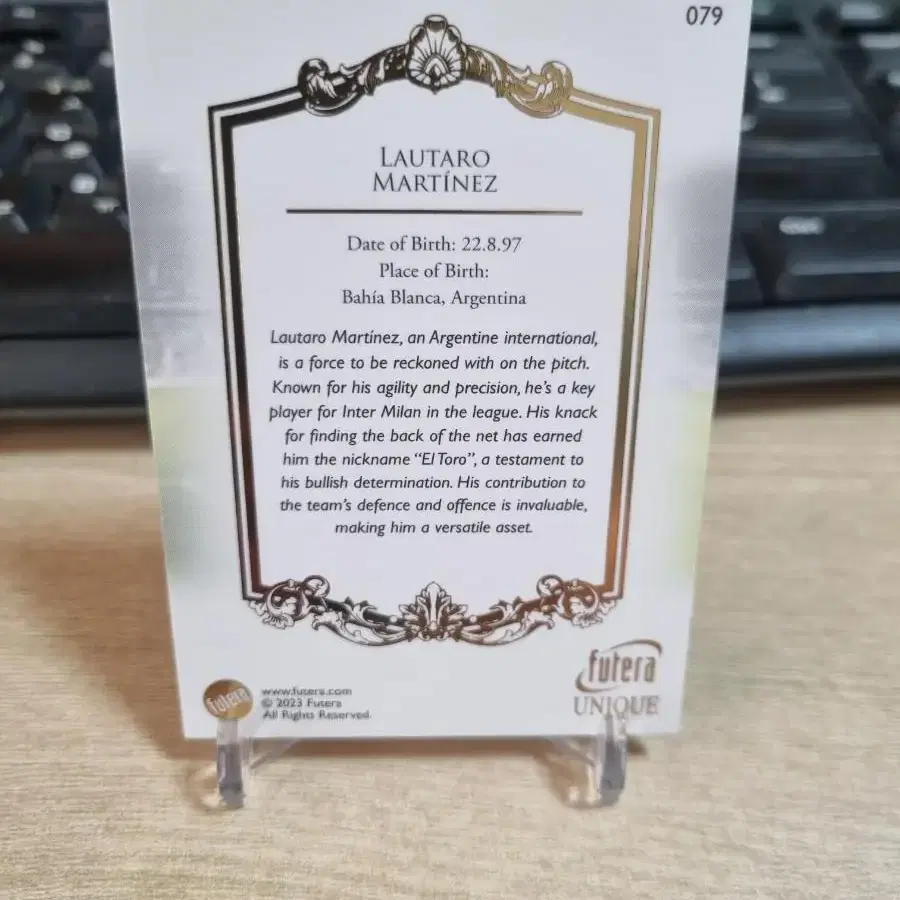 079
LAUTARO
MARTÍNEZ
Date of Birth: 22.8.97
Place of Birth:
Bahía Blanca, Argentina
Lautaro Martínez, an Argentine international,
is a force to be reckoned with on the pitch.
Known for his agility and precision, he's a key
player for Inter Milan in the league. His knack
for finding the back of the net has earned
him the nickname "El Toro", a testament to
his bullish determination. His contribution to
the team's defence and offence is invaluable,
making him a versatile asset.
futera
UNIQUE
futera
www.futera.com
© 2023 Futera
All Rights Reserved.